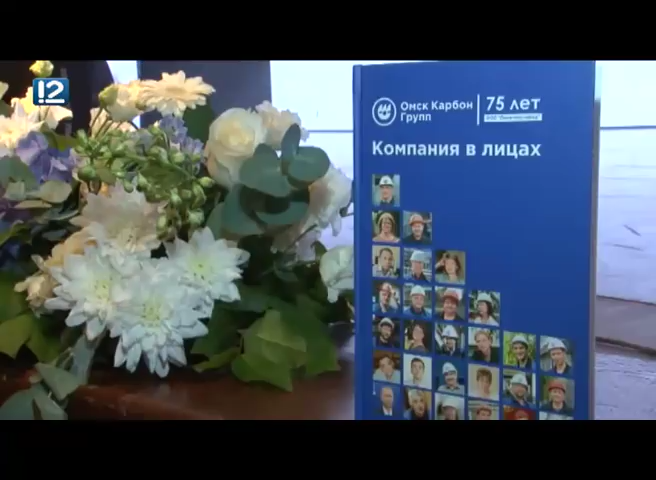 12
Омск Карбон
Групп
75 лет
Компания в лицах